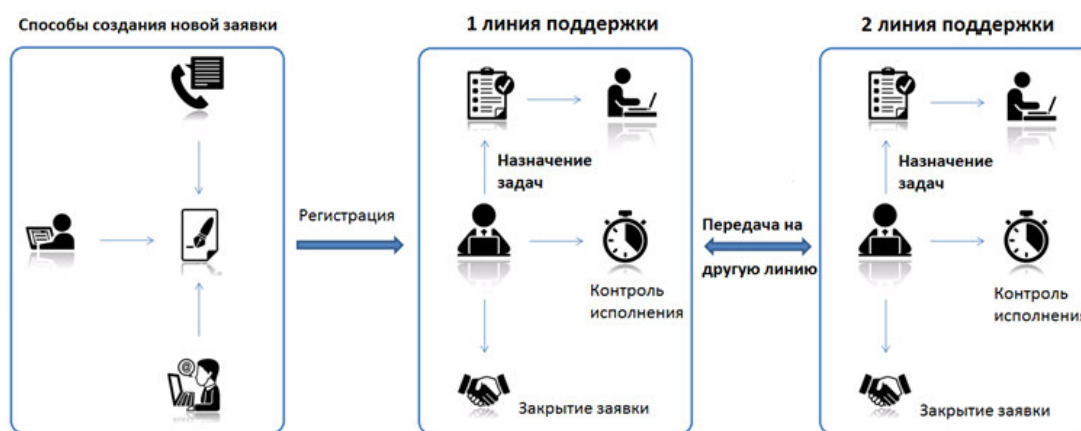 Способы создания новой заявки
1 линия поддержки
2 линия поддержки
@
Регистрация
Назначение
задач
Контроль
исполнения
Закрытие заявки
Передача на
другую линию
Назначение
задач
Контроль
исполнения
Закрытие заявки